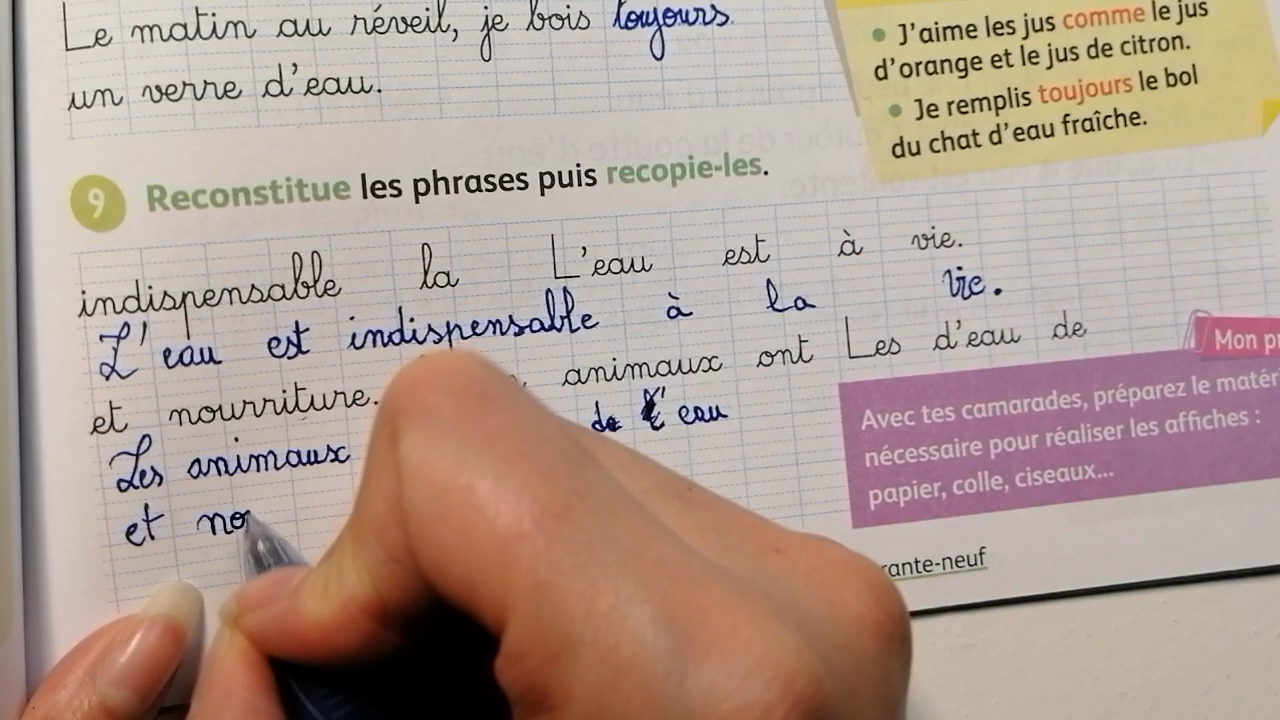 Le matin au réveil, je bois toujours
un verre d'eau.
• J'aime les jus comme le jus
d'orange et le jus de citron.
• Je remplis toujours le bol
du chat d'eau fraîche.
9 Reconstitue les phrases puis recopie-les.
indispensable la L'eau est à vie.
L'eau est indispensable à la vie.
et nourriture. animaux ont Les d'eau de
Les animaux de l'eau
et no
Mon pr
Avec tes camarades, préparez le matér
nécessaire pour réaliser les affiches :
papier, colle, ciseaux...
rante-neuf